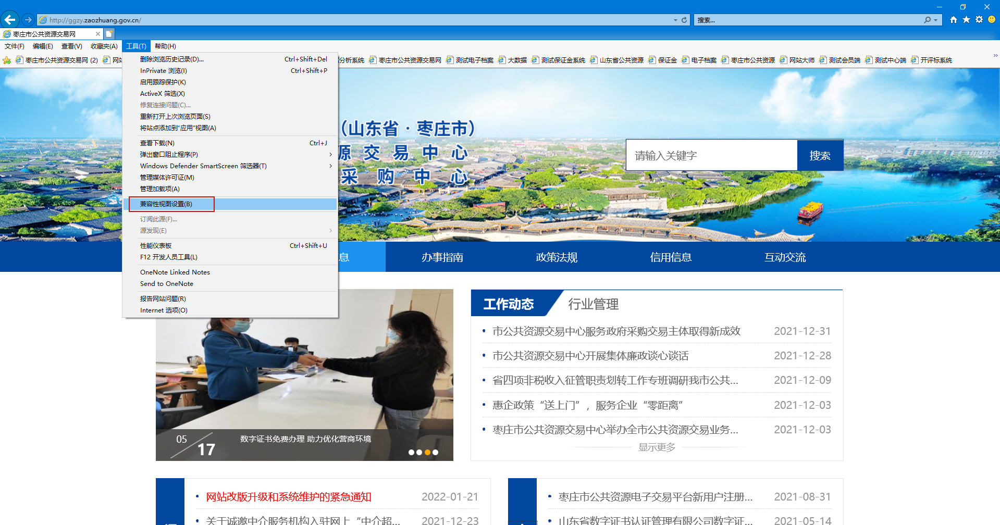 http://ggzy.zaozhuang.gov.cn/
搜索...
枣庄市公共资源交易网
文件(F) 编辑(E) 查看(V) 收藏夹(A) 工具(T) 帮助(H)
枣庄市公共资源交易网 (2) 分析系统 枣庄市公共资源交易网 测试电子档案 大数据 测试保证金系统 山东省公共资源 保证金 电子档案 枣庄市公共资源 网站大师 测试会员端 测试中心端 开评标系统
删除浏览历史记录(D)... Ctrl+Shift+Del
InPrivate 浏览(I) Ctrl+Shift+P
启用跟踪保护(K)
ActiveX 筛选(X)
修复连接问题(C)...
重新打开上次浏览页面(S)
将站点添加到“应用”视图(A)
查看下载(N) Ctrl+J
弹出窗口阻止程序(P)
Windows Defender SmartScreen 筛选器(T)
管理媒体许可证(M)
管理加载项(A)
兼容性视图设置(B)
订阅此源(F)...
源发现(E)
性能仪表板 Ctrl+Shift+U
F12 开发人员工具(L)
OneNote Linked Notes
Send to OneNote
报告网站问题(R)
Internet 选项(O)
(山东省·枣庄市)
源交易中心
采购中心
请输入关键字 搜索
息 办事指南 政策法规 信用信息 互动交流
05
17
数字证书免费办理 助力优化营商环境
工作动态 行业管理
市公共资源交易中心服务政府采购交易主体取得新成效 2021-12-31
市公共资源交易中心开展集体廉政谈心谈话 2021-12-28
省四项非税收入征管职责划转工作专班调研我市公共... 2021-12-09
惠企政策“送上门”，服务企业“零距离” 2021-12-03
枣庄市公共资源交易中心举办全市公共资源交易业务... 2021-12-03
显示更多
网站改版升级和系统维护的紧急通知 2022-01-21
关于诚邀中介服务机构入驻网上“中介超... 2021-12-23
枣庄市公共资源电子交易平台新用户注册... 2021-08-31
山东省数字证书认证管理有限公司数字证... 2021-05-14